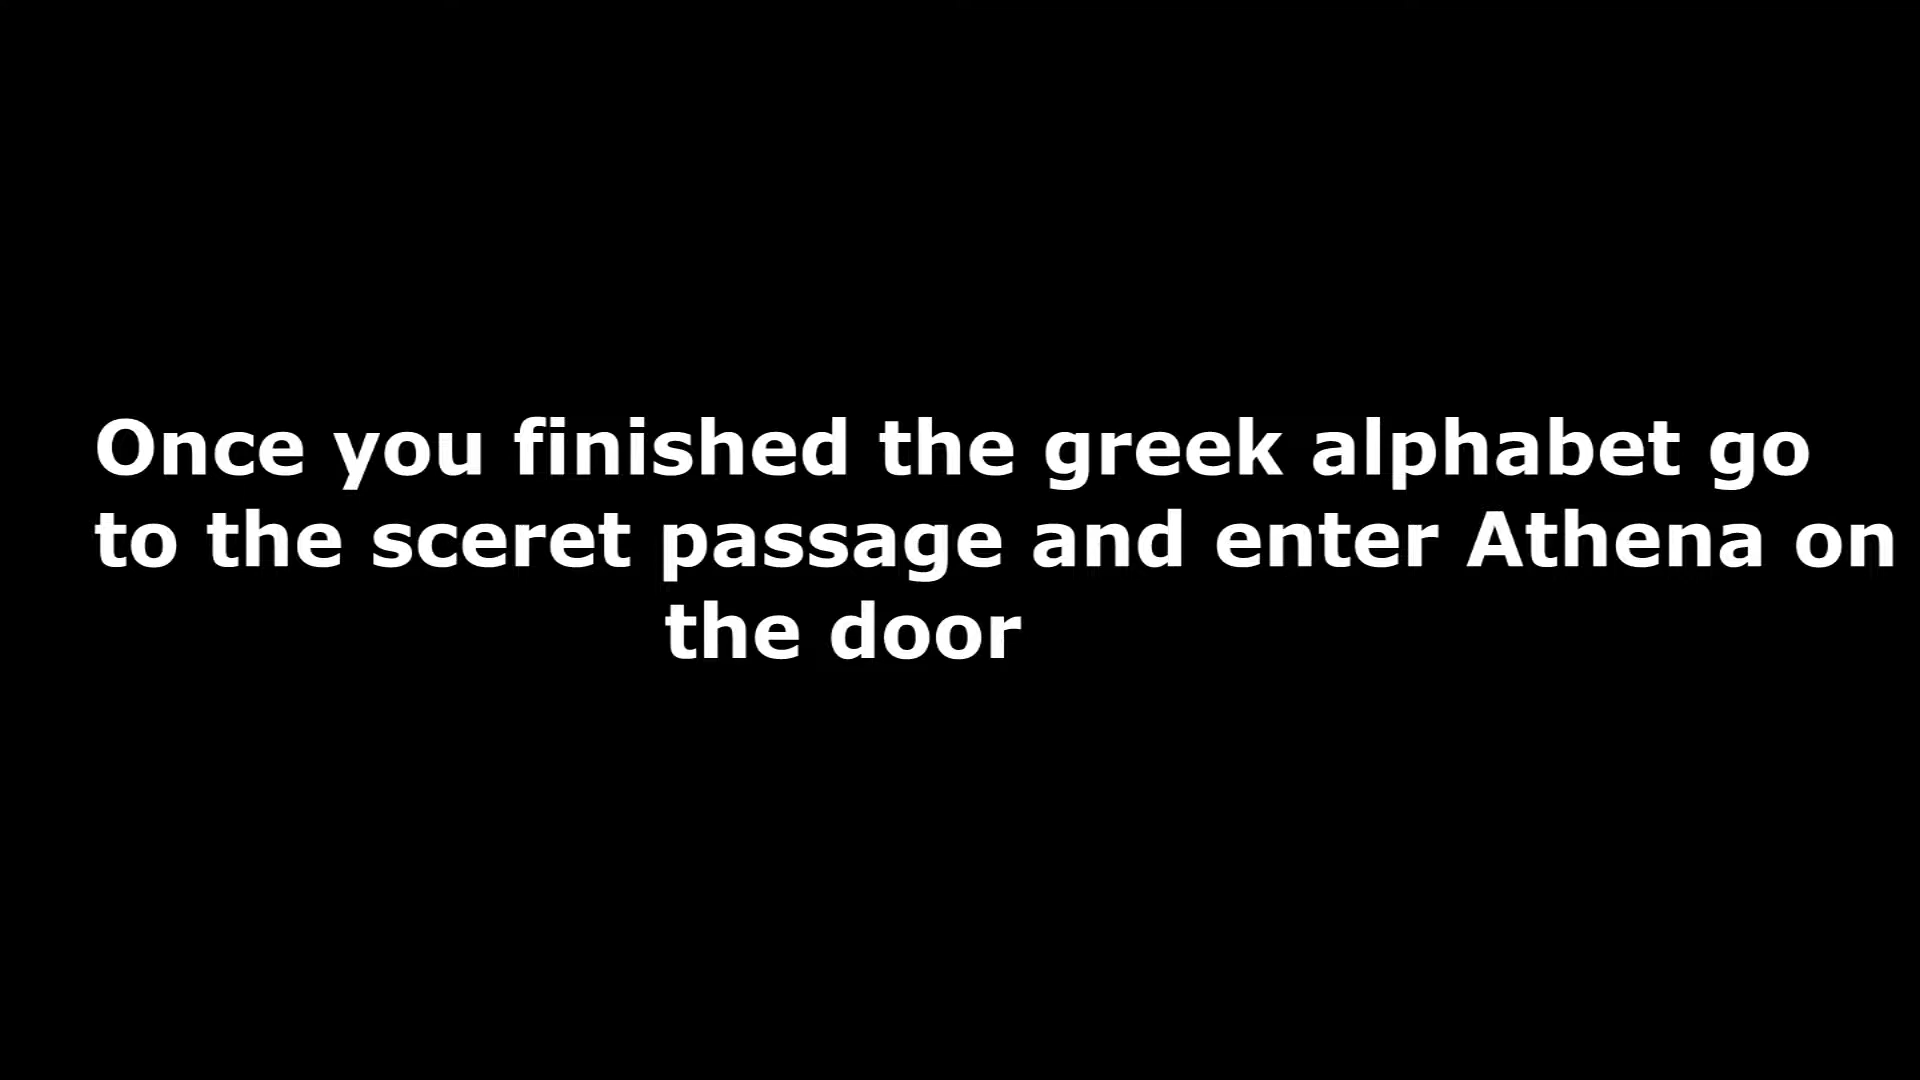 Once you finished the greek alphabet go
to the sceret passage and enter Athena on
the door